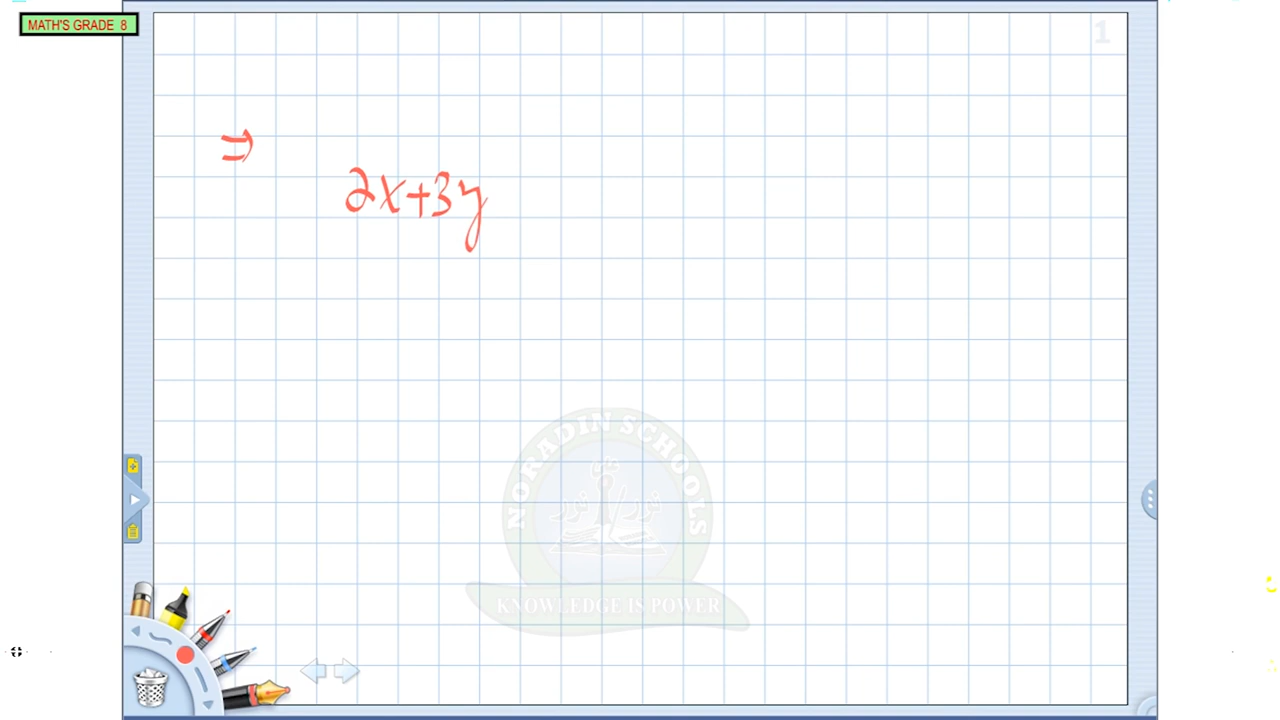 MATH'S GRADE 8
1
⇒
2x+3y
NORADIN SCHOOLS
KNOWLEDGE IS POWER